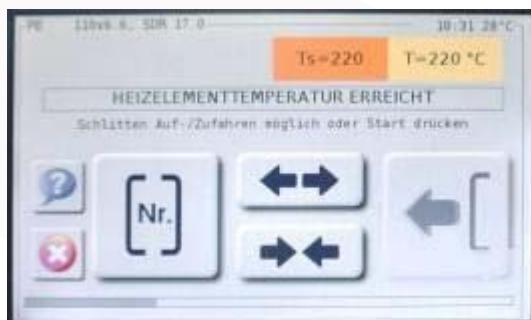 PE 110x6.6, SDR 17.0 10:31 28°C
Ts=220 T=220 °C
HEIZELEMENTTEMPERATUR ERREICHT
Schlitten Auf-/Zufahren möglich oder Start drücken
Nr.